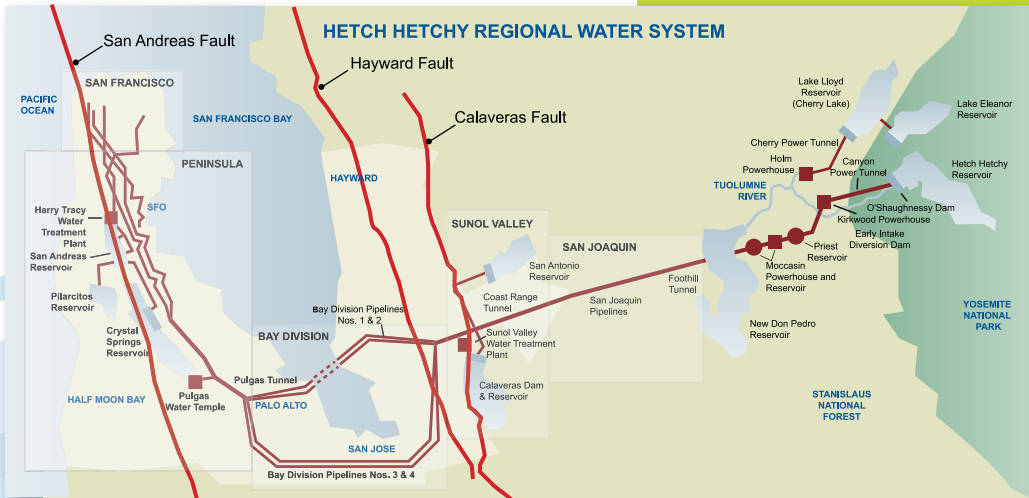 HETCH HETCHY REGIONAL WATER SYSTEM
San Andreas Fault
Hayward Fault
Calaveras Fault
SAN FRANCISCO
PACIFIC
OCEAN
SAN FRANCISCO BAY
PENINSULA
HAYWARD
SFO
Harry Tracy
Water
Treatment
Plant
San Andreas
Reservoir
Pilarcitos
Reservoir
Crystal
Springs
Reservoir
HALF MOON BAY
Pulgas
Water Temple
Pulgas Tunnel
PALO ALTO
BAY DIVISION
Bay Division Pipelines
Nos. 1 & 2
SAN JOSE
Bay Division Pipelines Nos. 3 & 4
SUNOL VALLEY
San Antonio
Reservoir
Coast Range
Tunnel
Sunol Valley
Water Treatment
Plant
Calaveras Dam
& Reservoir
SAN JOAQUIN
San Joaquin
Pipelines
Foothill
Tunnel
New Don Pedro
Reservoir
Moccasin
Powerhouse and
Reservoir
Priest
Reservoir
TUOLUMNE
RIVER
Lake Lloyd
Reservoir
(Cherry Lake)
Cherry Power Tunnel
Holm
Powerhouse
Canyon
Power Tunnel
Lake Eleanor
Reservoir
Hetch Hetchy
Reservoir
O'Shaughnessy Dam
Kirkwood Powerhouse
Early Intake
Diversion Dam
YOSEMITE
NATIONAL
PARK
STANISLAUS
NATIONAL
FOREST